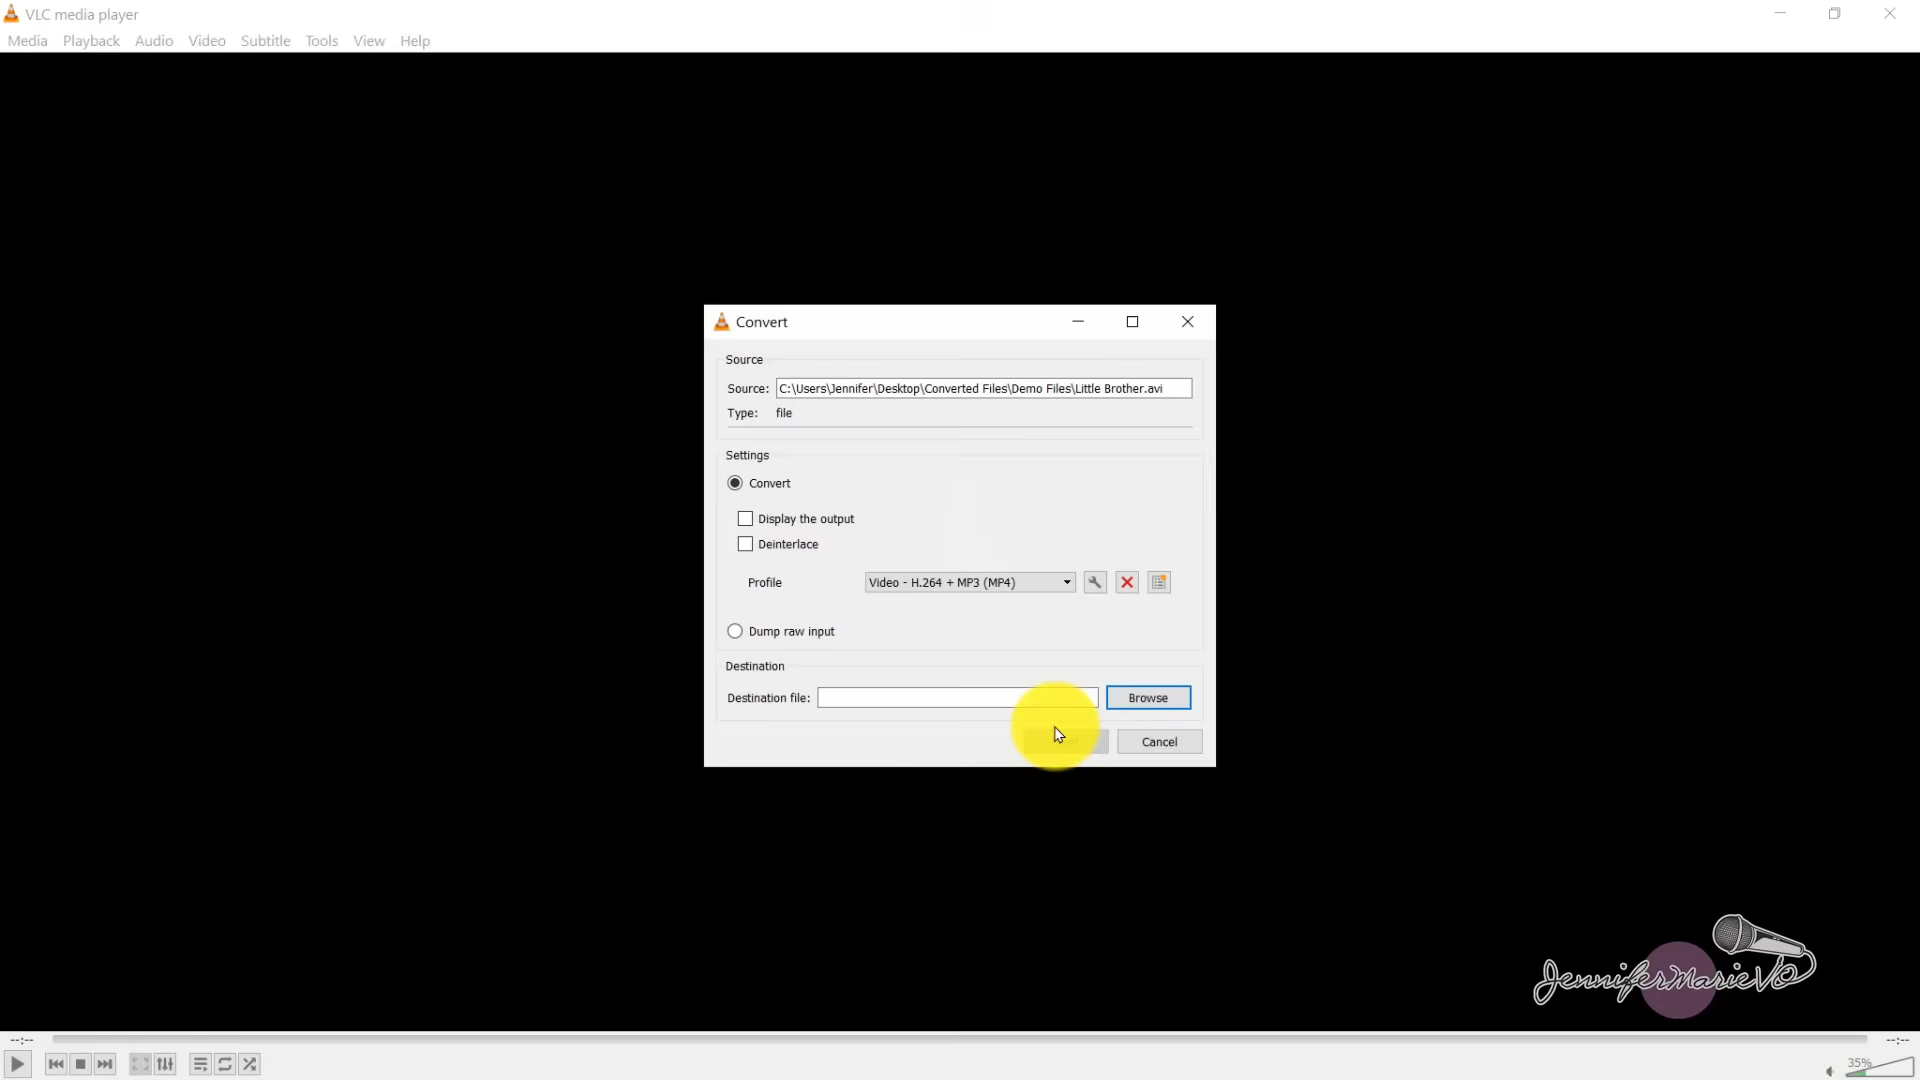 VLC media player
Media Playback Audio Video Subtitle Tools View Help
Convert
Source
Source: C:\Users\Jennifer\Desktop\Converted Files\Demo Files\Little Brother.avi
Type: file
Settings
Convert
Display the output
Deinterlace
Profile Video - H.264 + MP3 (MP4)
Dump raw input
Destination
Destination file: Browse
Cancel
JenniferMarieVO
--:-- --:--
35%